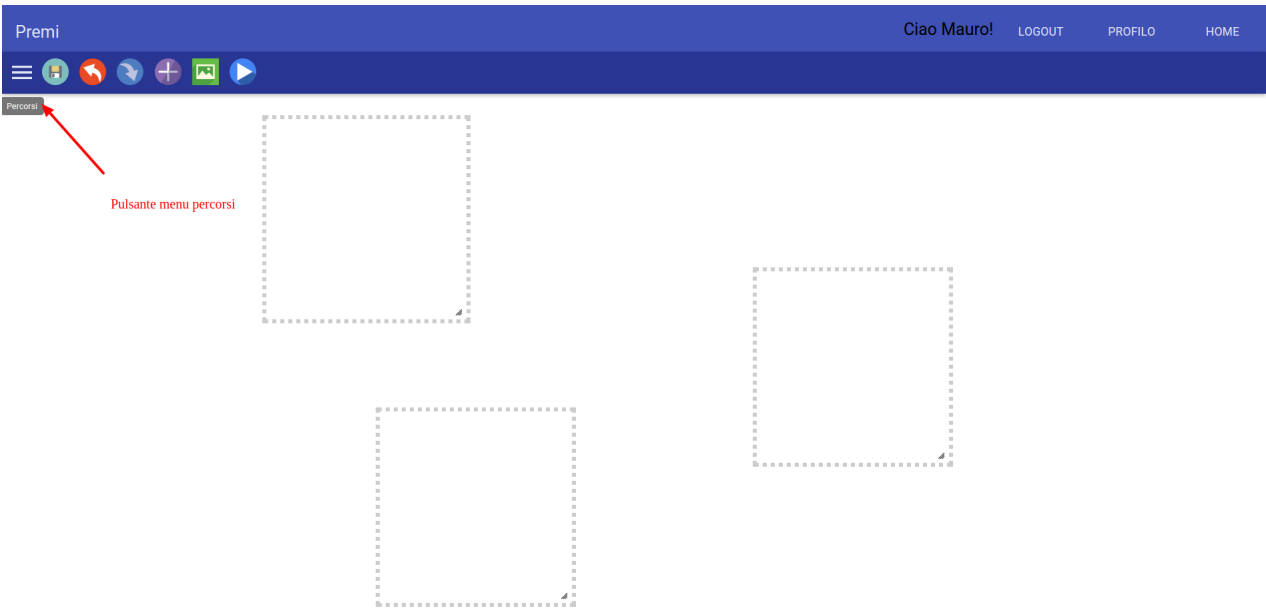 Premi
Ciao Mauro!
LOGOUT
PROFILO
HOME
Percorsi
Pulsante menu percorsi